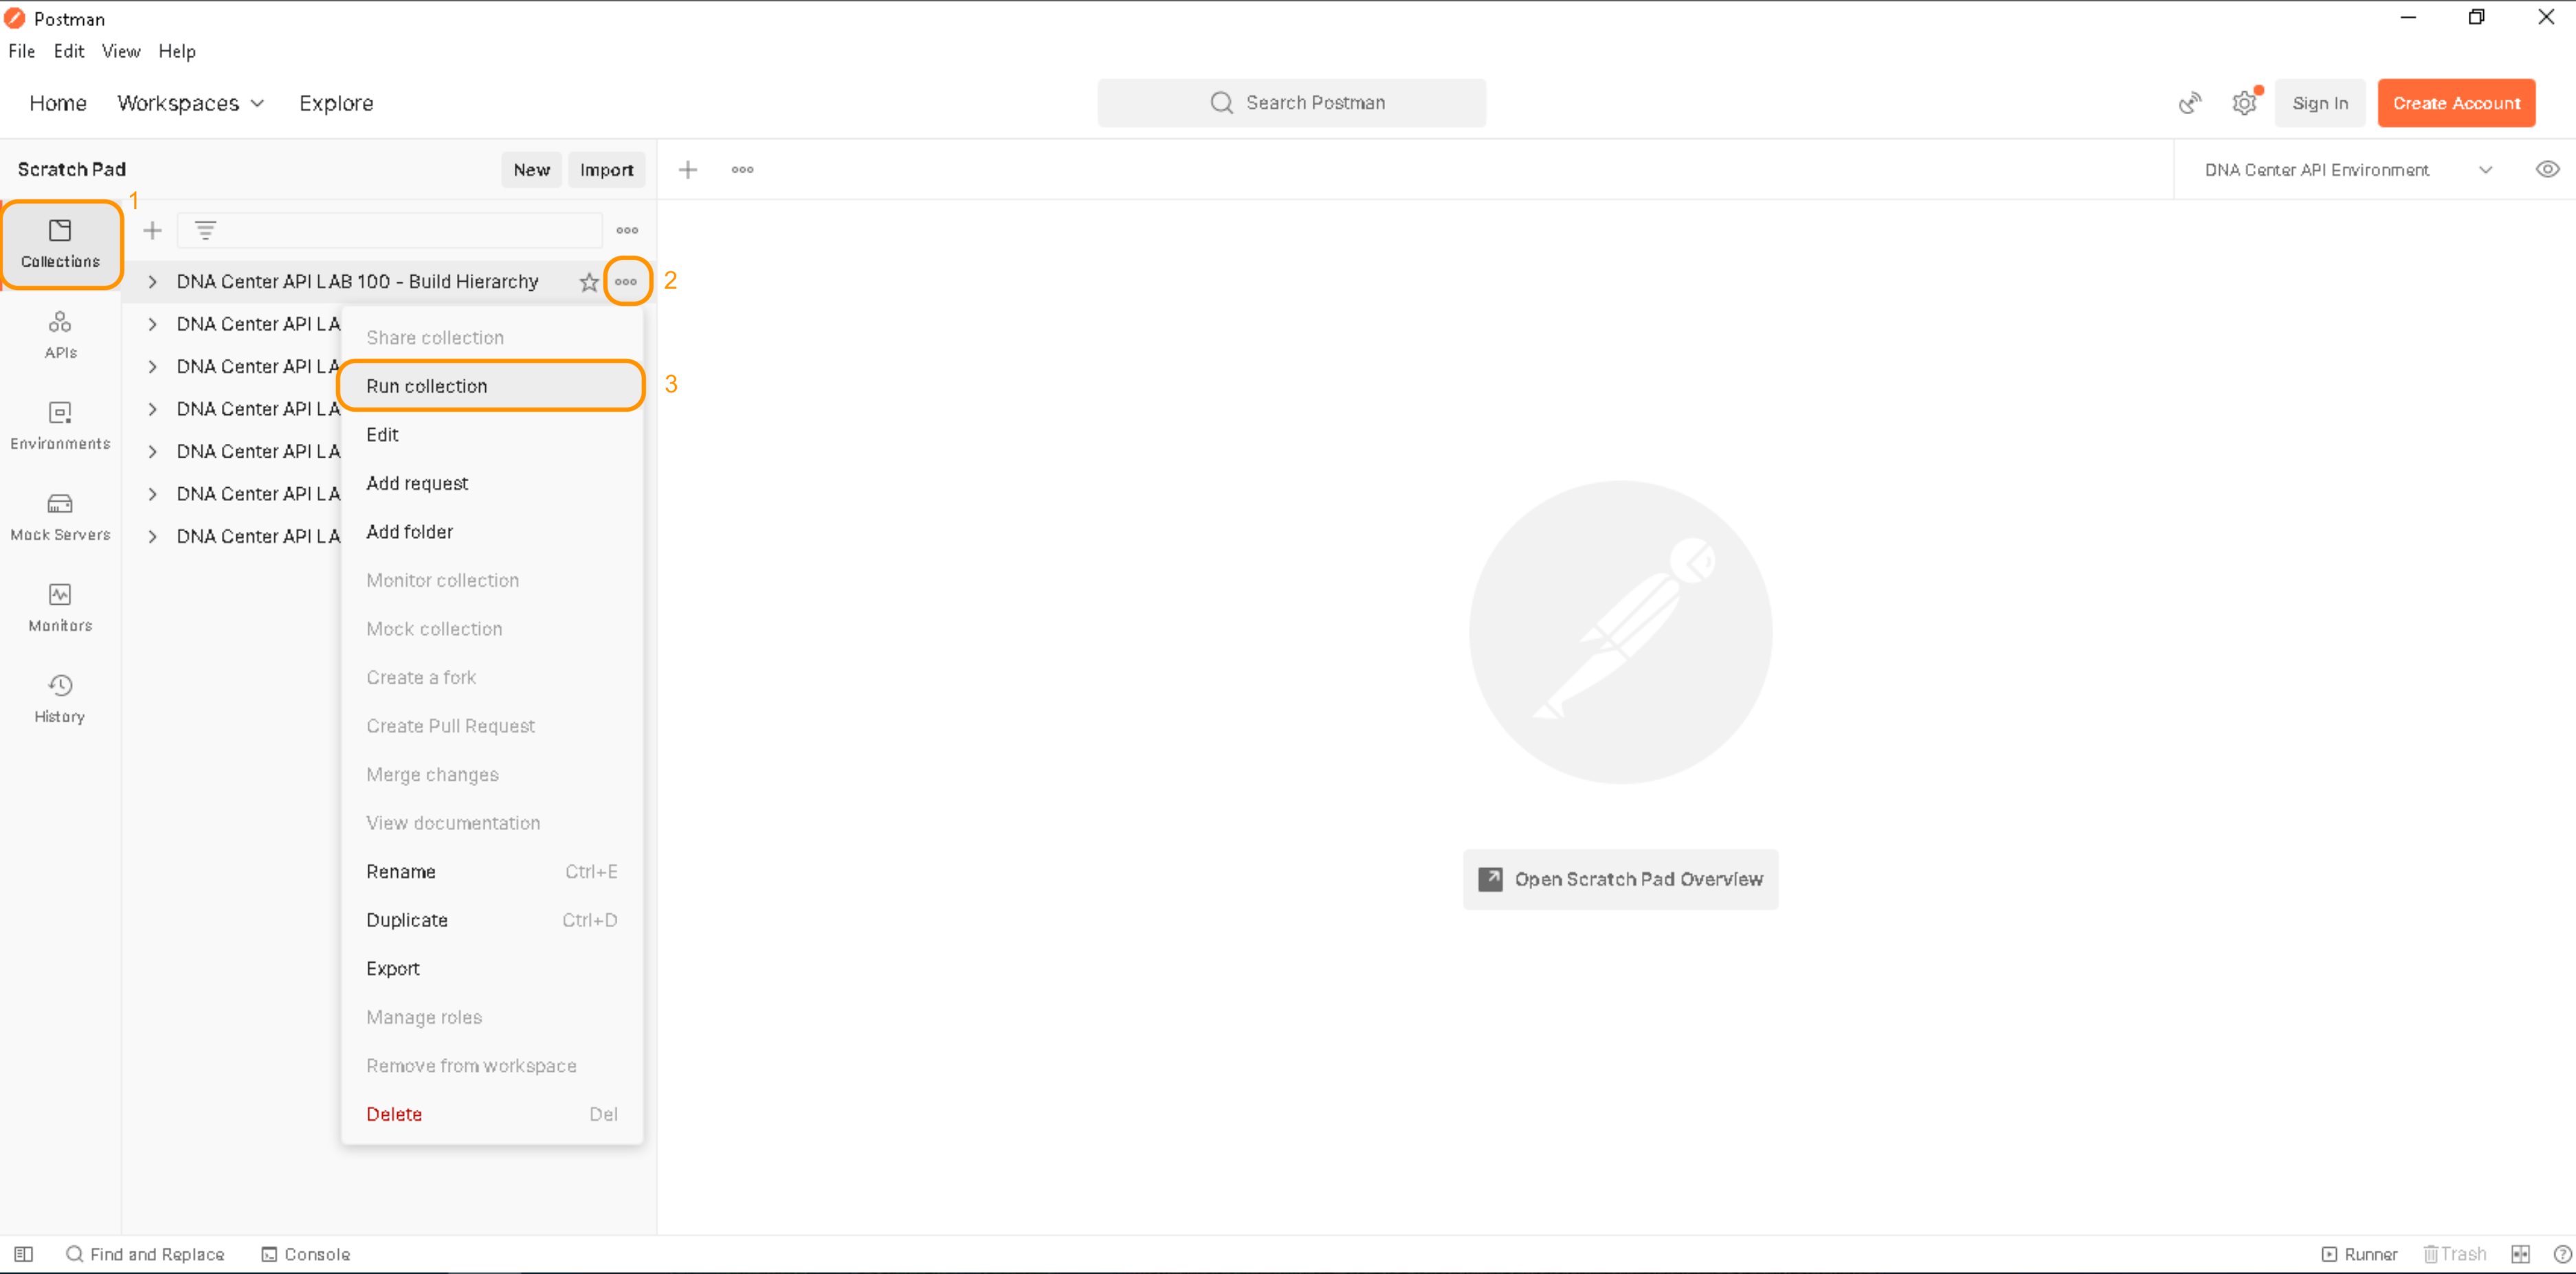 Postman
File Edit View Help
Home Workspaces Explore
Search Postman
Sign In
Create Account
Scratch Pad
New
Import
DNA Center API Environment
1
Collections
DNA Center API LAB 100 - Build Hierarchy
2
DNA Center API LA
Share collection
APIs
DNA Center API LA
Run collection
3
DNA Center API LA
Edit
Environments
DNA Center API LA
Add request
DNA Center API LA
Add folder
Mock Servers
DNA Center API LA
Monitor collection
Monitors
Mock collection
Create a fork
History
Create Pull Request
Merge changes
View documentation
Rename Ctrl+E
Open Scratch Pad Overview
Duplicate Ctrl+D
Export
Manage roles
Remove from workspace
Delete Del
Find and Replace
Console
Runner
Trash